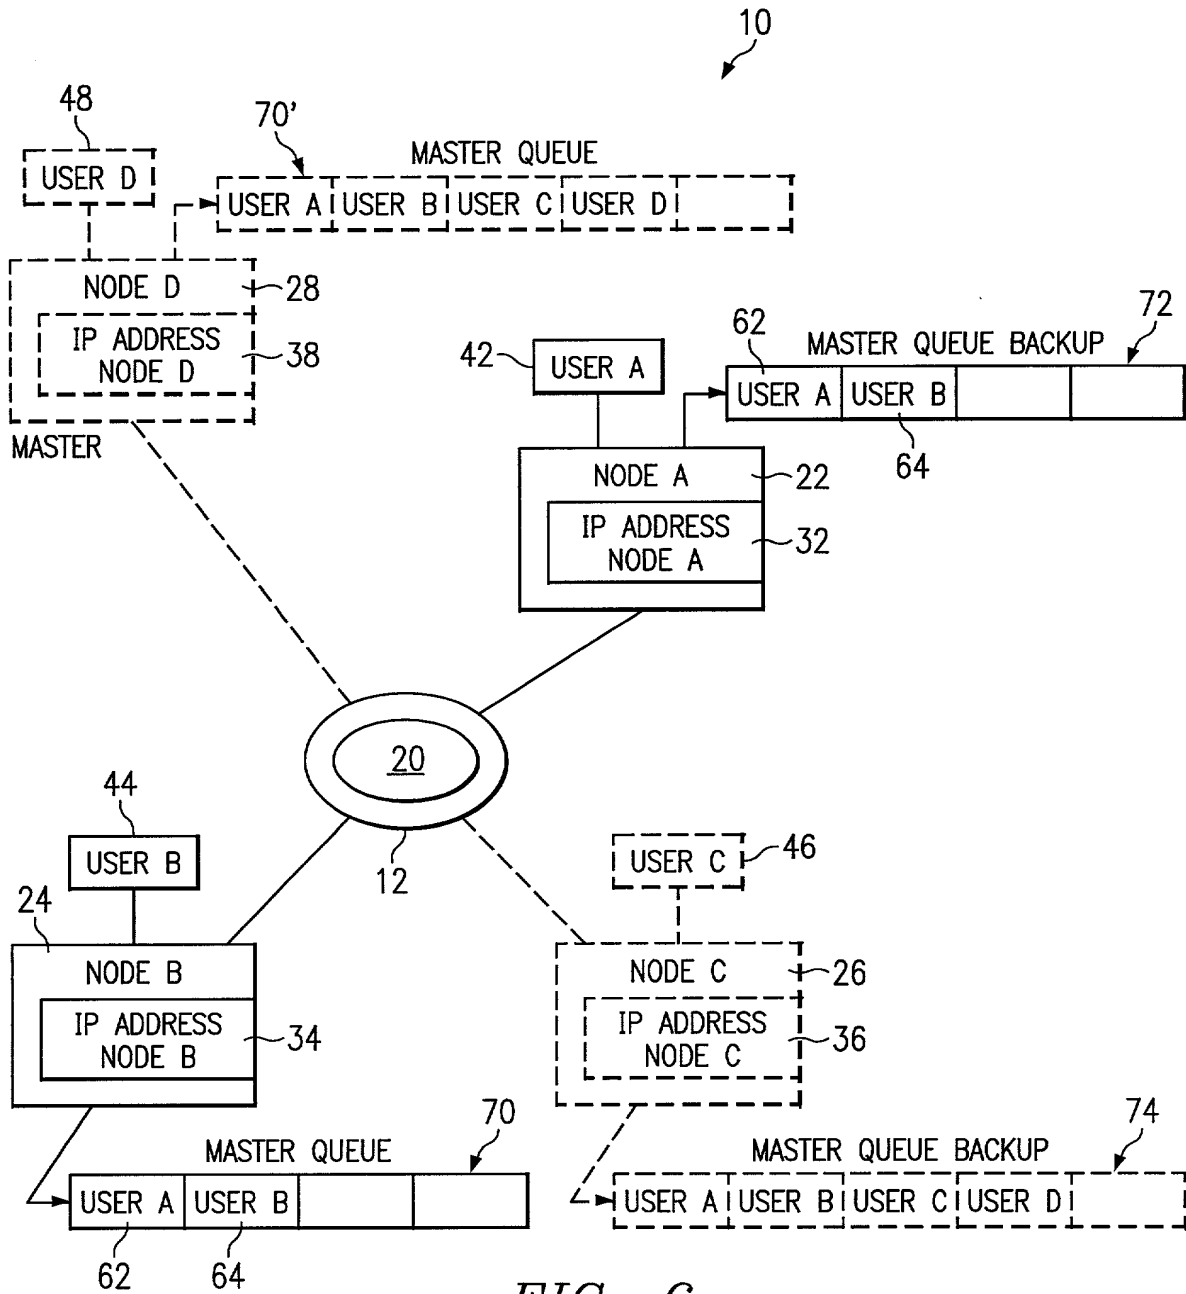 10
48
70'
MASTER QUEUE
USER D
USER A USER B USER C USER D
NODE D
28
IP ADDRESS
NODE D
38
MASTER
42
USER A
62
MASTER QUEUE BACKUP
72
USER A USER B
64
NODE A
22
IP ADDRESS
NODE A
32
20
12
44
USER B
24
NODE B
IP ADDRESS
NODE B
34
70
MASTER QUEUE
USER A USER B
62
64
USER C
46
NODE C
26
IP ADDRESS
NODE C
36
74
MASTER QUEUE BACKUP
USER A USER B USER C USER D
FIG. 6